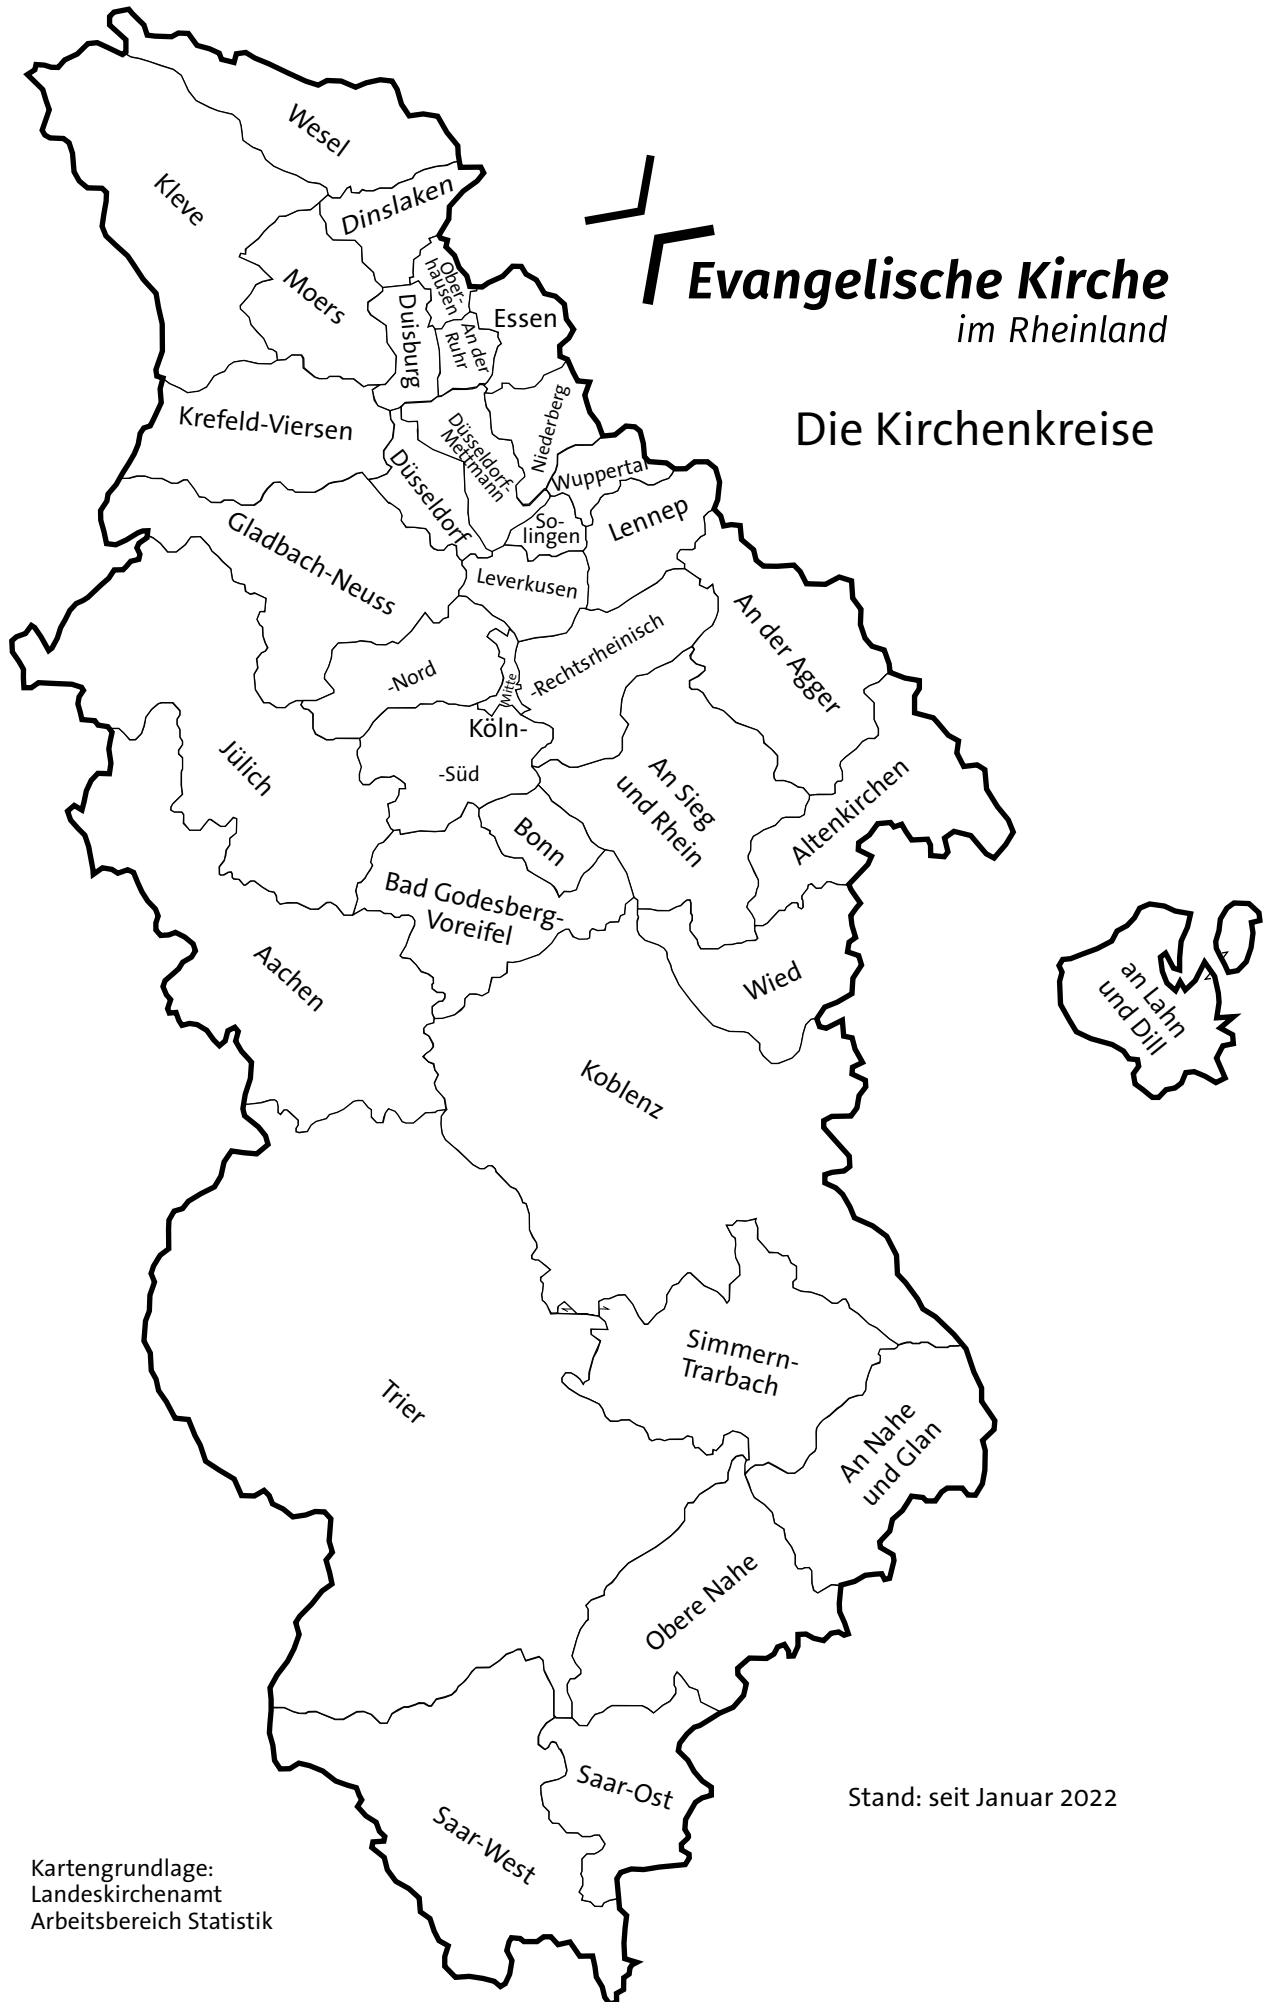 Wesel
Kleve
Dinslaken
Evangelische Kirche
im Rheinland
Die Kirchenkreise
Moers
Duisburg
Ober-
hausen
An der
Ruhr
Essen
Krefeld-Viersen
Düsseldorf
Düsseldorf-
Mettmann
Niederberg
Wuppertal
Gladbach-Neuss
So-
lingen
Lennep
Leverkusen
-Nord
Mitte
-Rechtsrheinisch
An der Agger
Köln-
-Süd
Jülich
Bonn
An Sieg
und Rhein
Altenkirchen
Bad Godesberg-
Voreifel
Aachen
Wied
an Lahn
und Dill
Koblenz
Simmern-
Trarbach
Trier
An Nahe
und Glan
Obere Nahe
Saar-Ost
Saar-West
Stand: seit Januar 2022
Kartengrundlage:
Landeskirchenamt
Arbeitsbereich Statistik